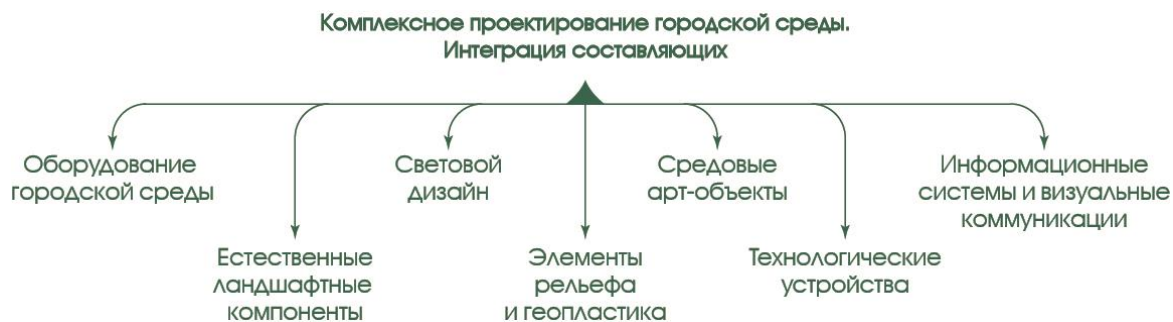 Комплексное проектирование городской среды.
Интеграция составляющих
Оборудование
городской среды
Световой
дизайн
Средовые
арт-объекты
Информационные
системы и визуальные
коммуникации
Естественные
ландшафтные
компоненты
Элементы
рельефа
и геопластика
Технологические
устройства